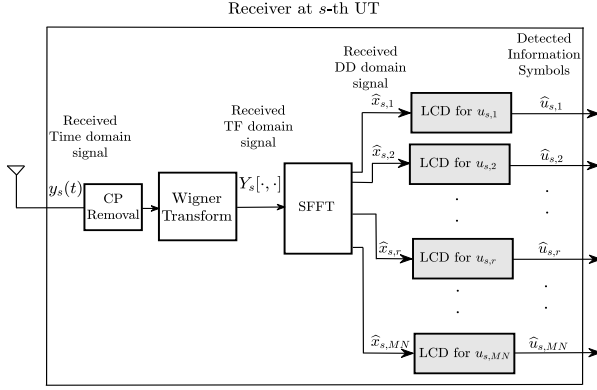 Receiver at s-th UT
Received
Time domain
signal
Received
TF domain
signal
Received
DD domain
signal
Detected
Information
Symbols
y_s(t)
CP
Removal
Wigner
Transform
Y_s[·, ·]
SFFT
x̂_{s,1}
LCD for u_{s,1}
û_{s,1}
x̂_{s,2}
LCD for u_{s,2}
û_{s,2}
x̂_{s,r}
LCD for u_{s,r}
û_{s,r}
x̂_{s,MN}
LCD for u_{s,MN}
û_{s,MN}